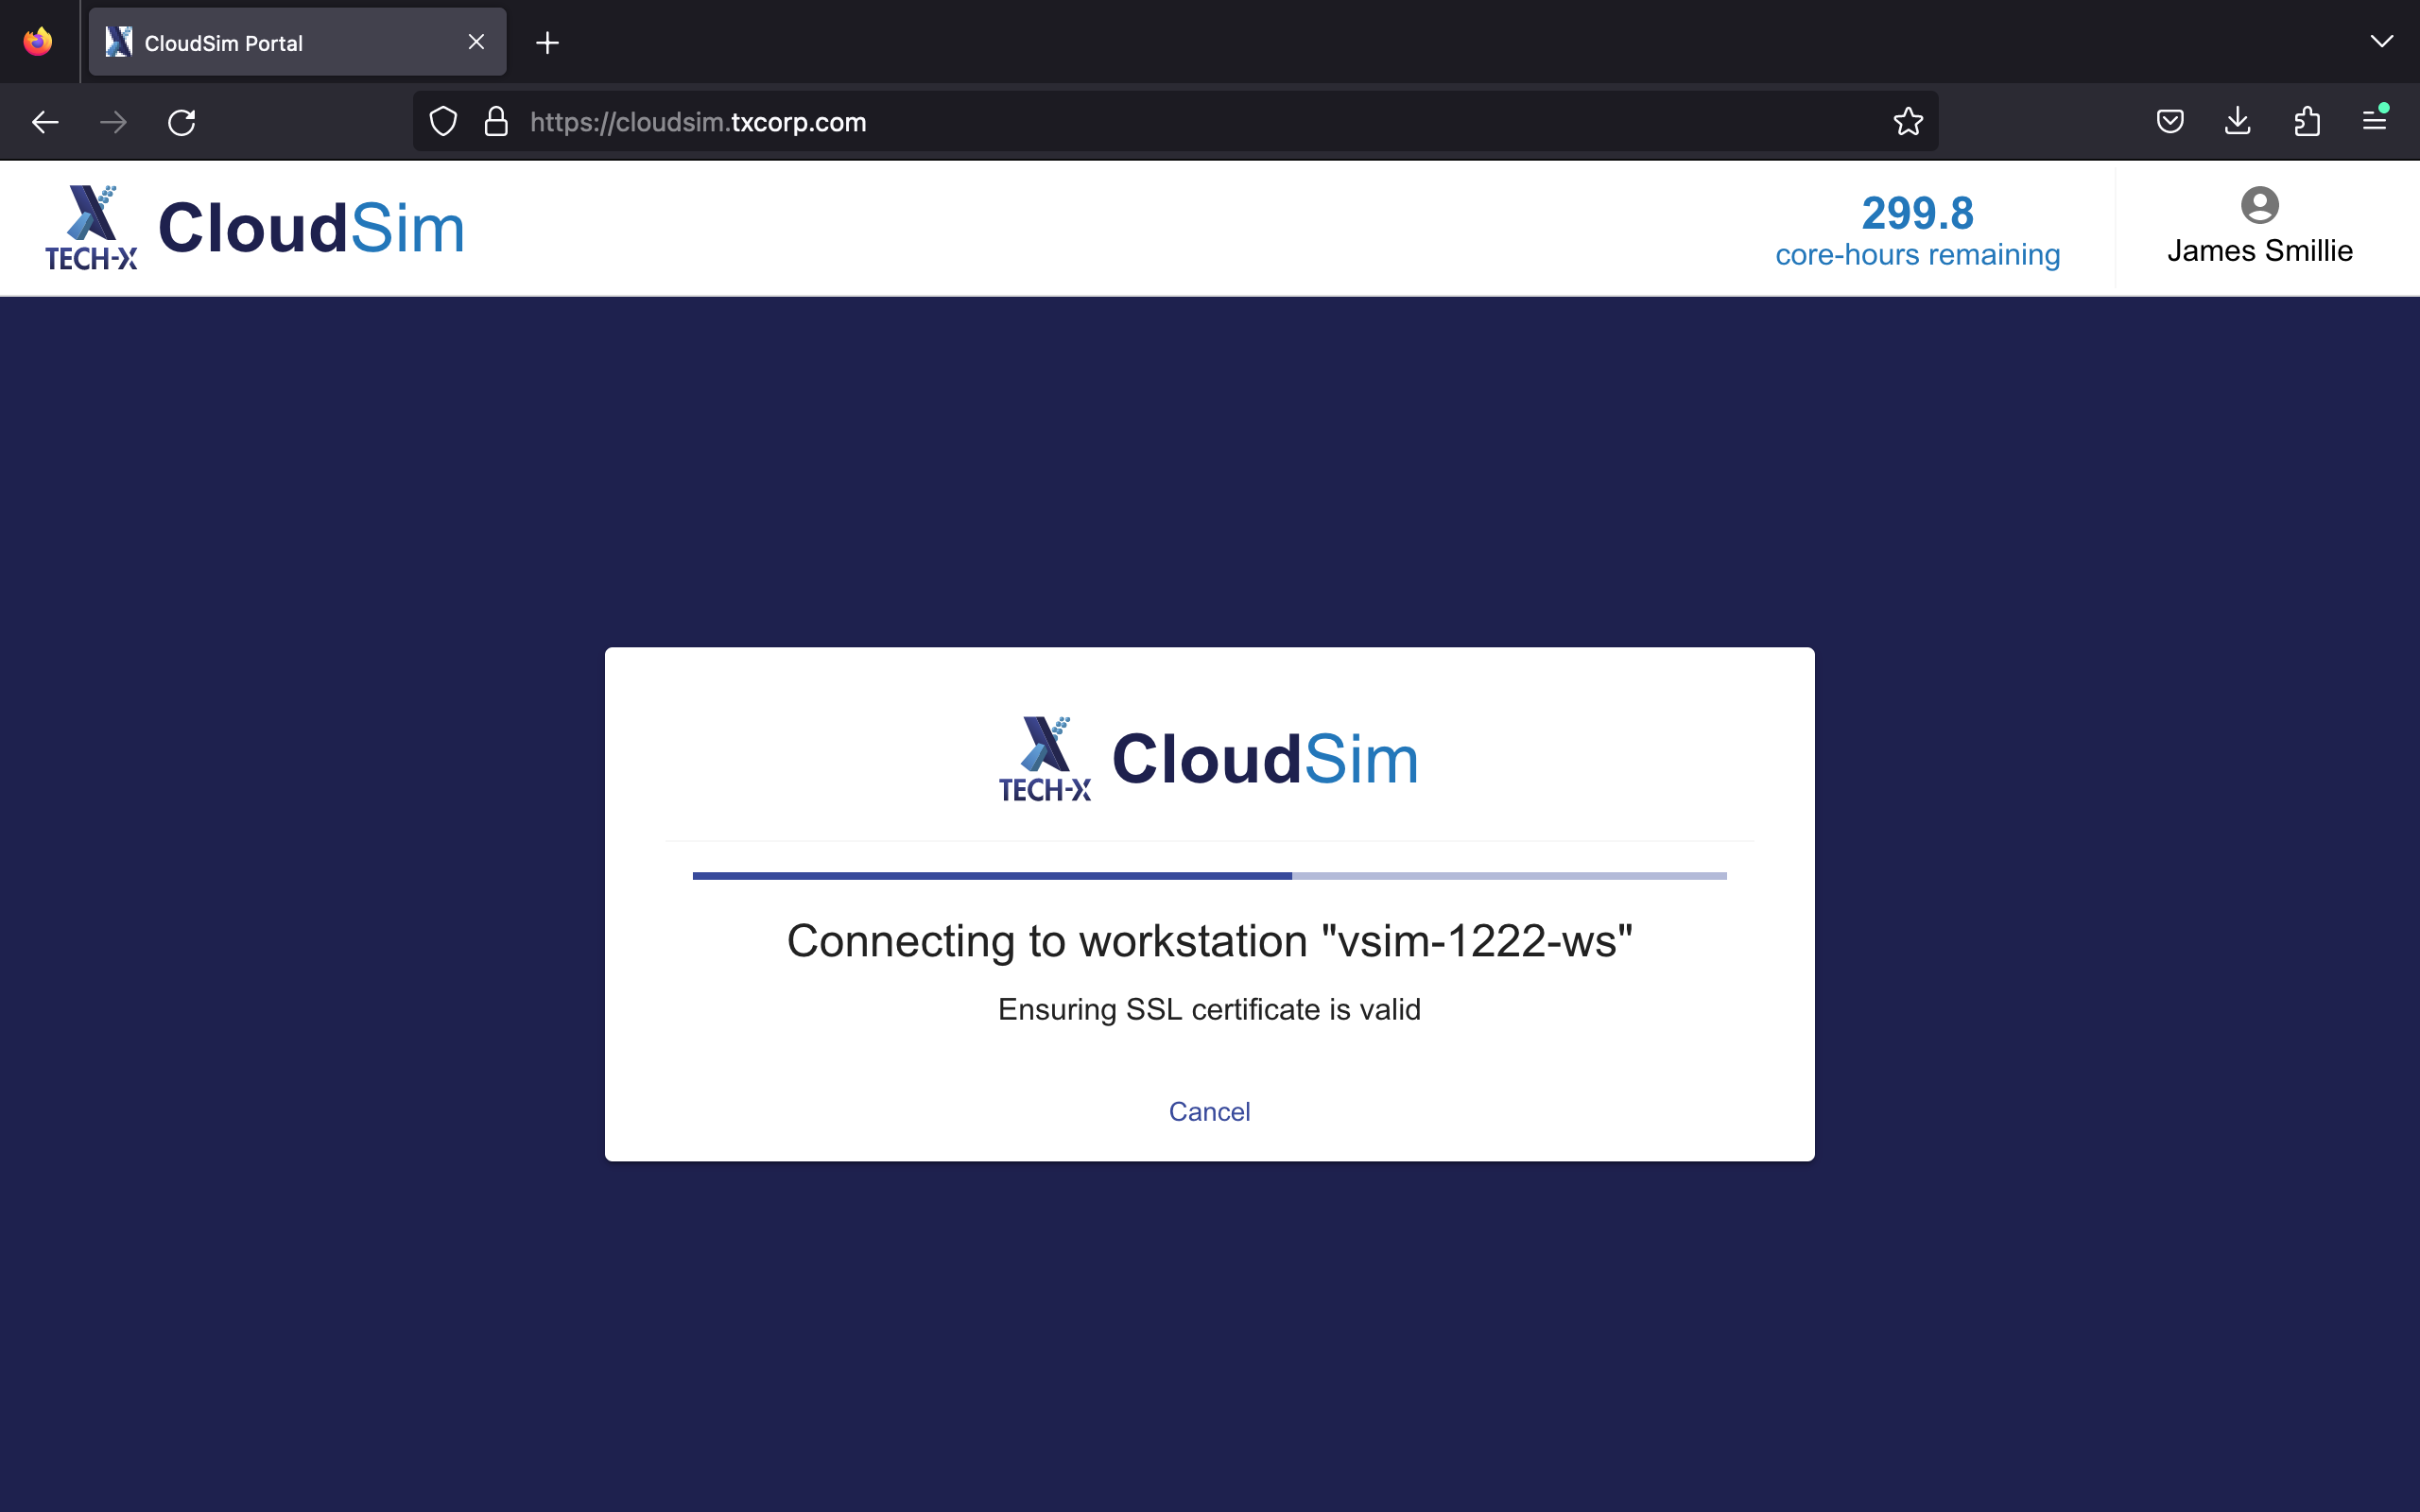 CloudSim Portal
https://cloudsim.txcorp.com
TECH-X
CloudSim
299.8
core-hours remaining
James Smillie
TECH-X
CloudSim
Connecting to workstation "vsim-1222-ws"
Ensuring SSL certificate is valid
Cancel